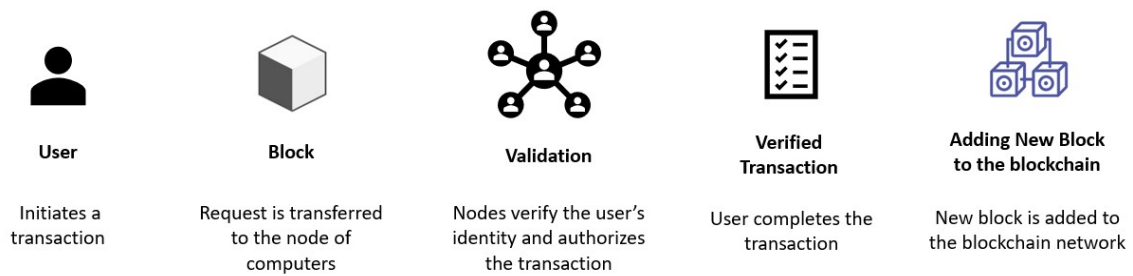 User
Initiates a
transaction
Block
Request is transferred
to the node of
computers
Validation
Nodes verify the user's
identity and authorizes
the transaction
Verified
Transaction
User completes the
transaction
Adding New Block
to the blockchain
New block is added to
the blockchain network